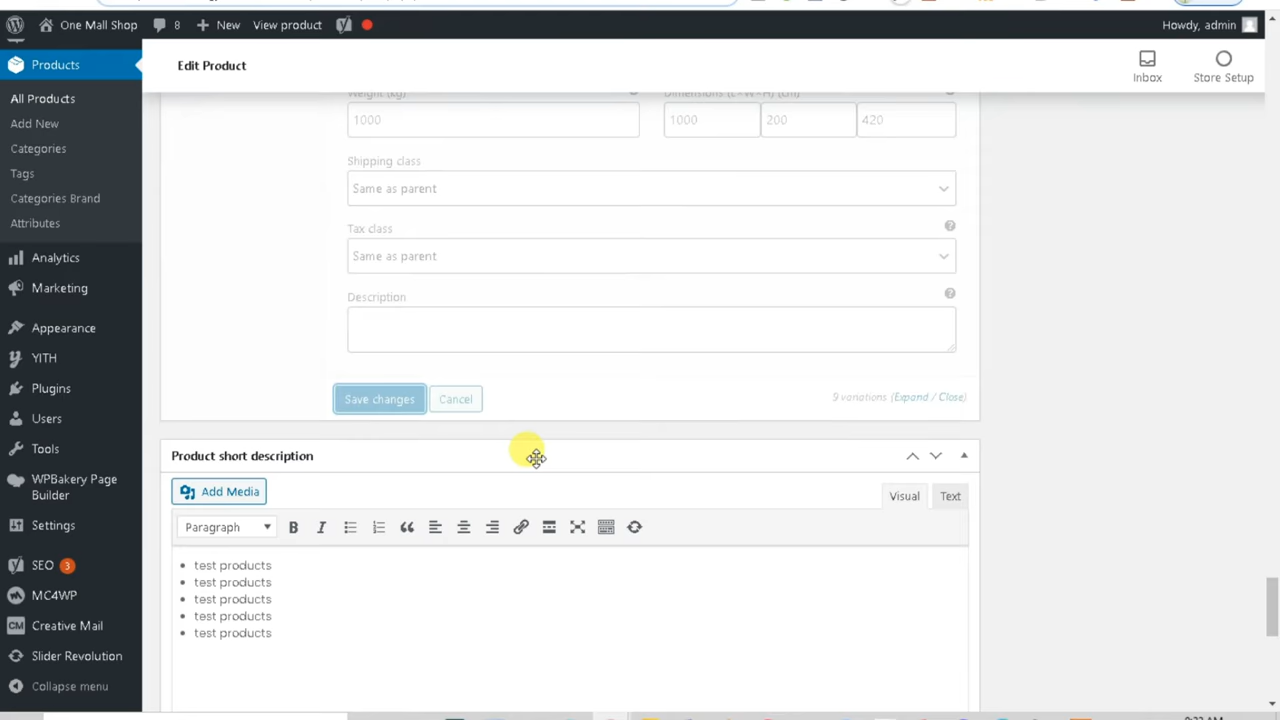 One Mall Shop
8
New
View product
Howdy, admin
Products
Edit Product
Inbox
Store Setup
All Products
Add New
Categories
Tags
Categories Brand
Attributes
Analytics
Marketing
Appearance
YITH
Plugins
Users
Tools
WPBakery Page
Builder
Settings
SEO 3
MC4WP
CM Creative Mail
Slider Revolution
Collapse menu
Weight (kg)
1000
1000
200
420
Shipping class
Same as parent
Tax class
Same as parent
Description
Save changes
Cancel
9 variations (Expand / Close)
Product short description
Add Media
Visual
Text
Paragraph
B
I
test products
test products
test products
test products
test products